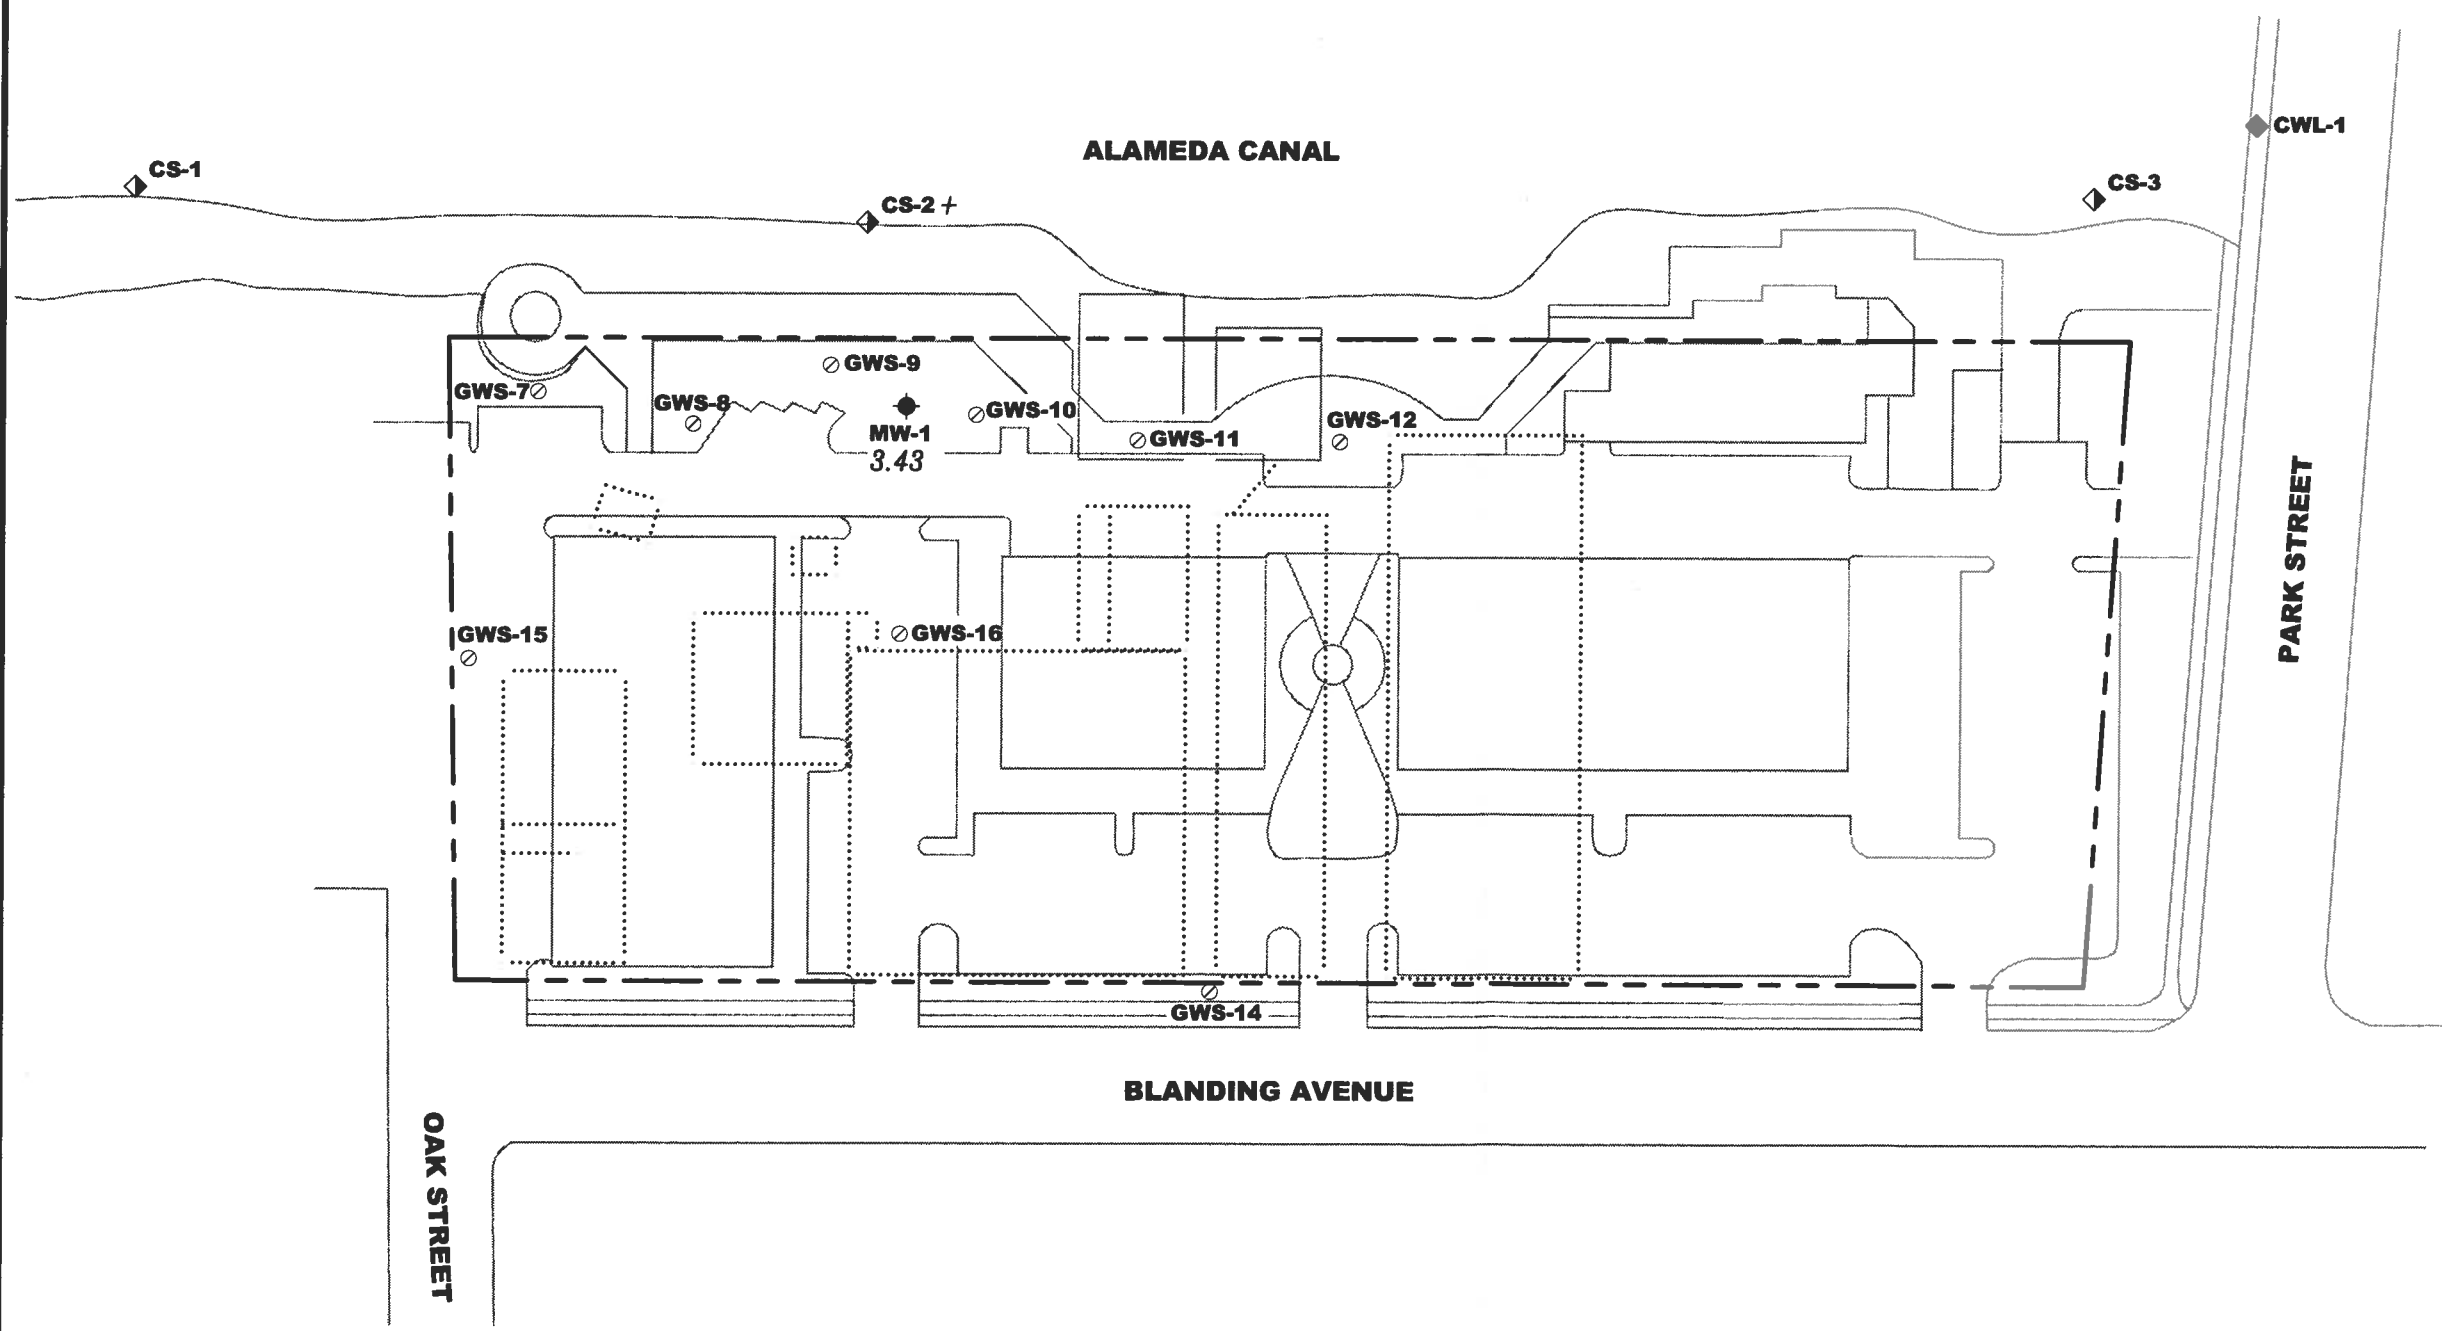 CWL-1
ALAMEDA CANAL
CS-1
CS-3
CS-2 +
GWS-9
GWS-7
GWS-8
GWS-10
GWS-12
MW-1
GWS-11
3.43
PARK STREET
GWS-15
GWS-16
GWS-14
BLANDING AVENUE
OAK STREET